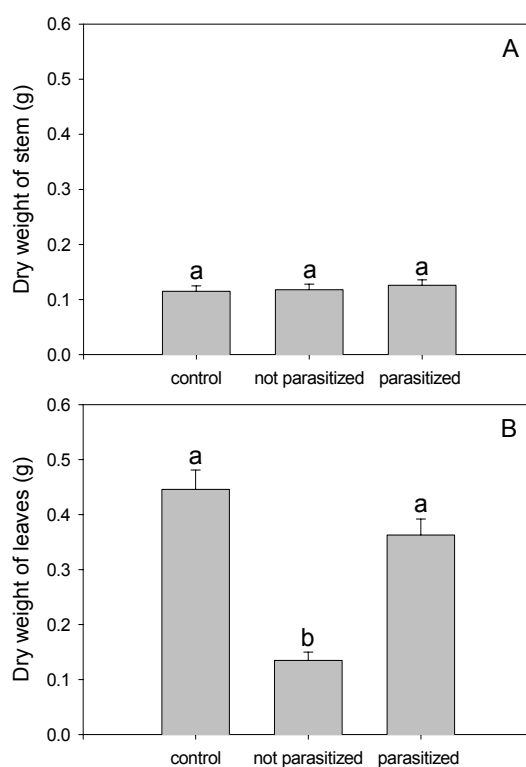 A
Dry weight of stem (g)
0.6
0.5
0.4
0.3
0.2
0.1
0.0
a
a
a
control
not parasitized
parasitized
B
Dry weight of leaves (g)
0.6
0.5
0.4
0.3
0.2
0.1
0.0
a
b
a
control
not parasitized
parasitized